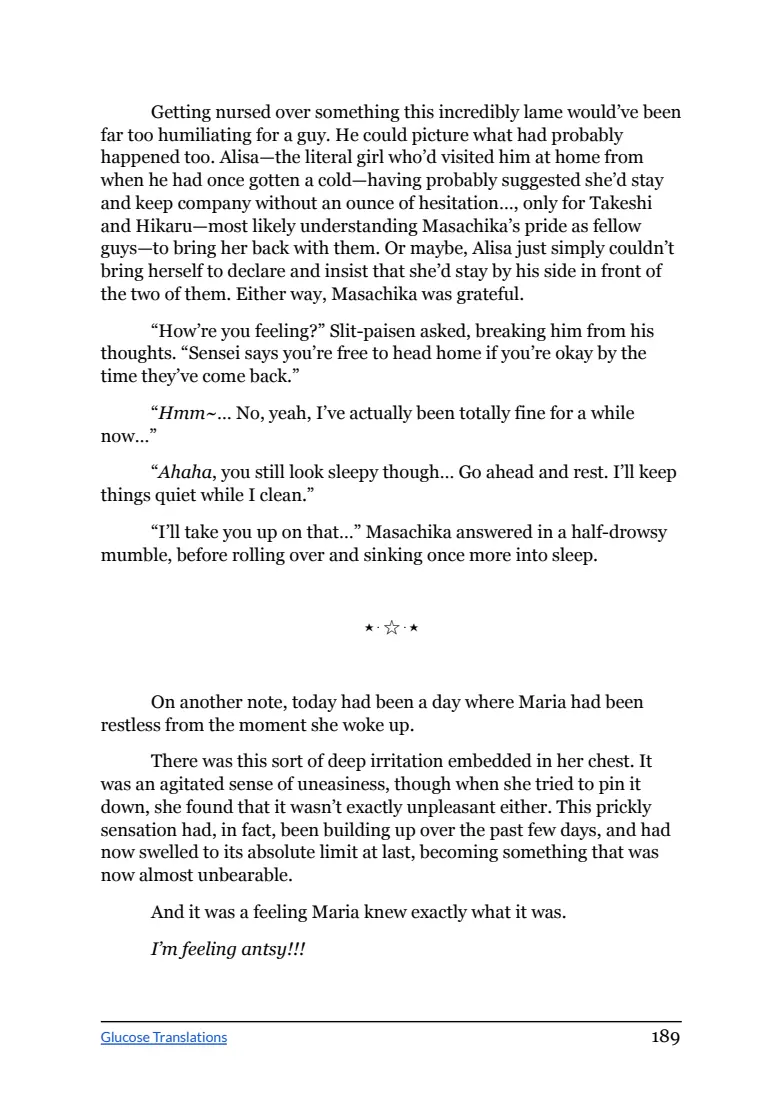 Getting nursed over something this incredibly lame would’ve been
far too humiliating for a guy. He could picture what had probably
happened too. Alisa—the literal girl who’d visited him at home from
when he had once gotten a cold—having probably suggested she’d stay
and keep company without an ounce of hesitation…, only for Takeshi
and Hikaru—most likely understanding Masachika’s pride as fellow
guys—to bring her back with them. Or maybe, Alisa just simply couldn’t
bring herself to declare and insist that she’d stay by his side in front of
the two of them. Either way, Masachika was grateful.
“How’re you feeling?” Slit-paisen asked, breaking him from his
thoughts. “Sensei says you’re free to head home if you’re okay by the
time they’ve come back.”
“Hmm~… No, yeah, I’ve actually been totally fine for a while
now…”
“Ahaha, you still look sleepy though… Go ahead and rest. I’ll keep
things quiet while I clean.”
“I’ll take you up on that…” Masachika answered in a half-drowsy
mumble, before rolling over and sinking once more into sleep.
⋆·☆·⋆
On another note, today had been a day where Maria had been
restless from the moment she woke up.
There was this sort of deep irritation embedded in her chest. It
was an agitated sense of uneasiness, though when she tried to pin it
down, she found that it wasn’t exactly unpleasant either. This prickly
sensation had, in fact, been building up over the past few days, and had
now swelled to its absolute limit at last, becoming something that was
now almost unbearable.
And it was a feeling Maria knew exactly what it was.
I’m feeling antsy!!!
Glucose Translations 189